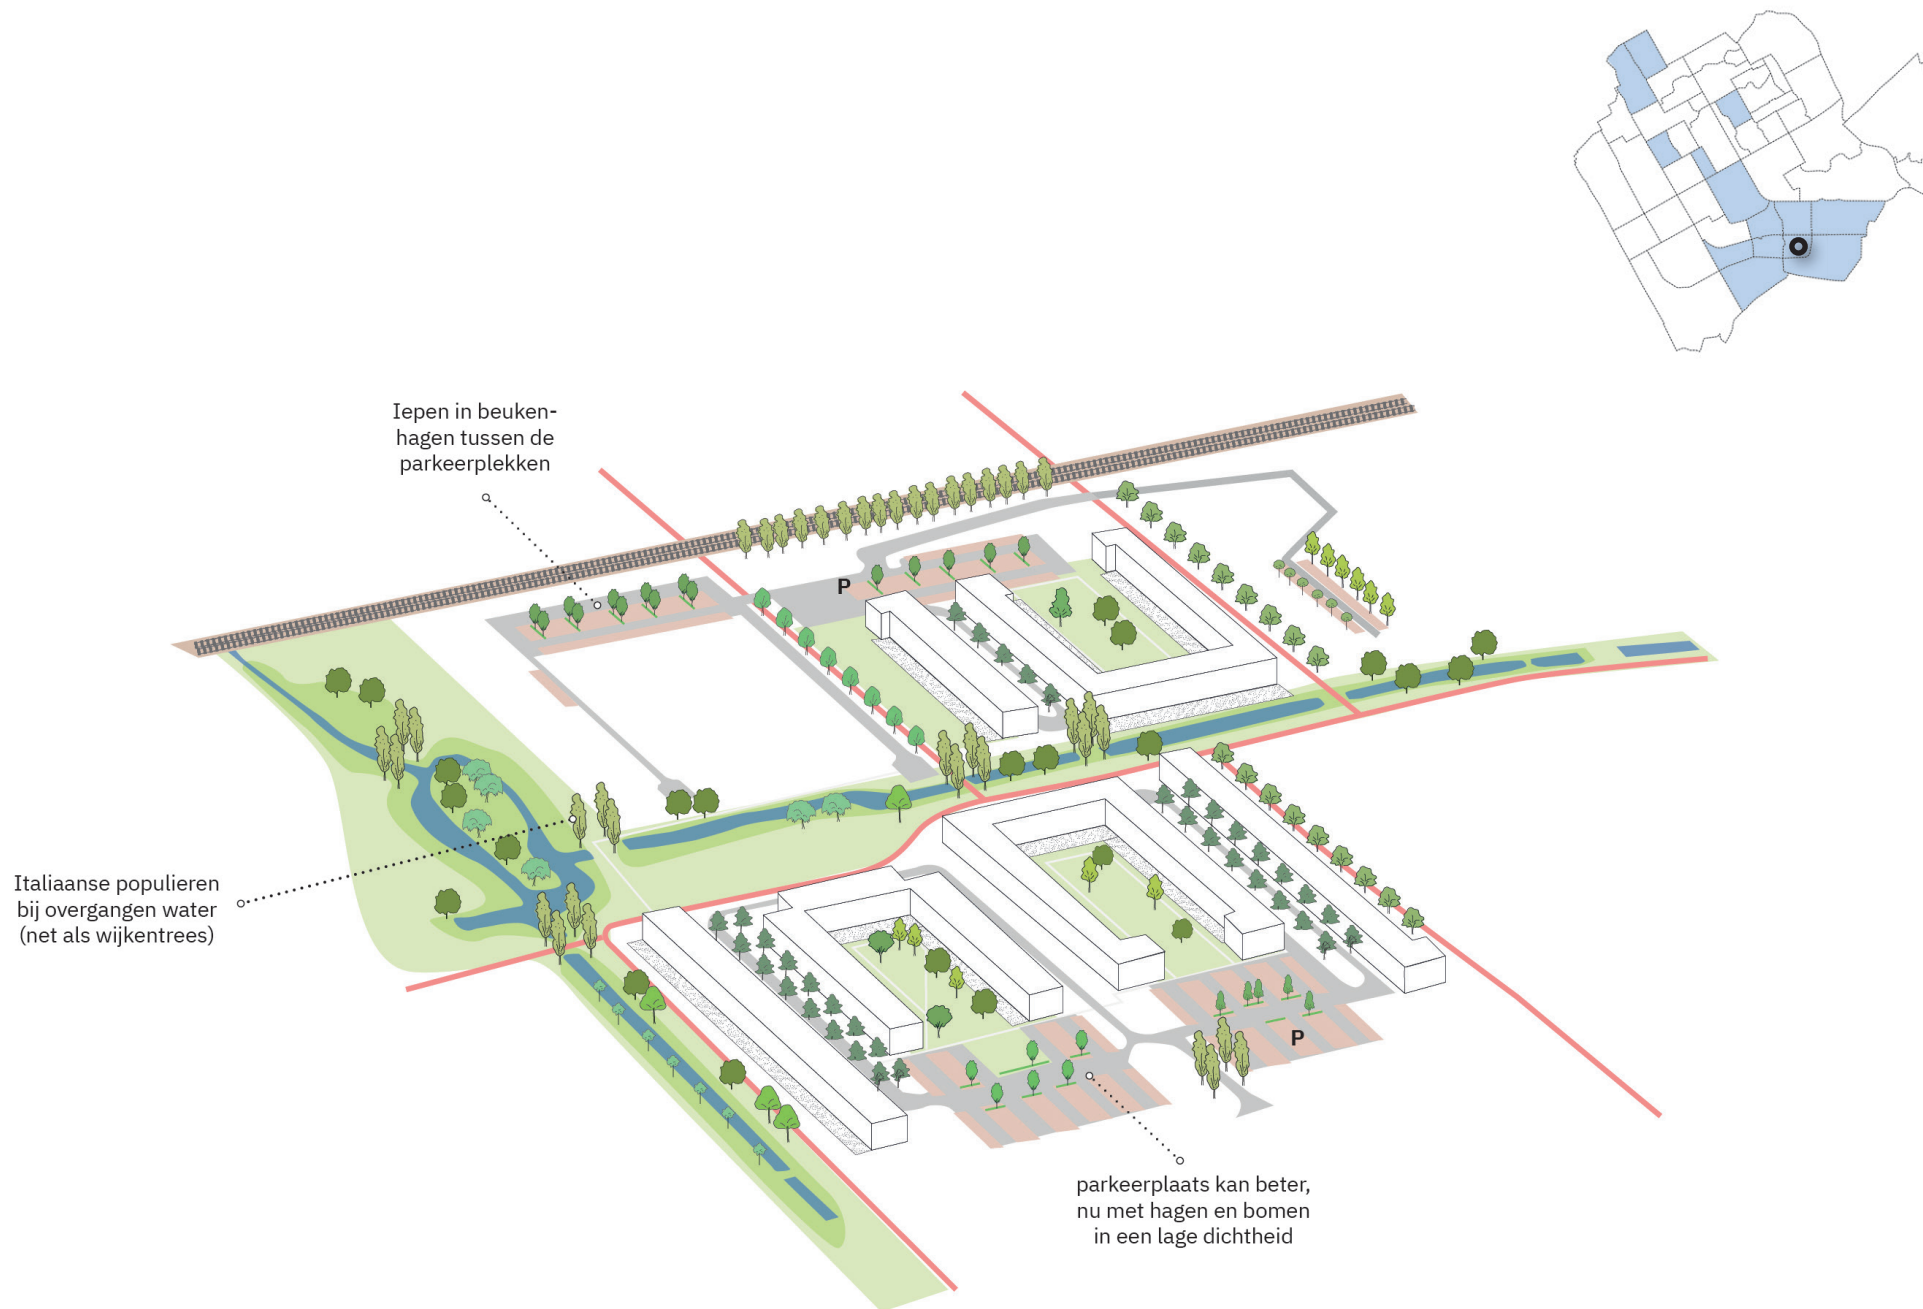 Iepen in beuken-
hagen tussen de
parkeerplekken
P
Italiaanse populieren
bij overgangen water
(net als wijkentrees)
P
parkeerplaats kan beter,
nu met hagen en bomen
in een lage dichtheid